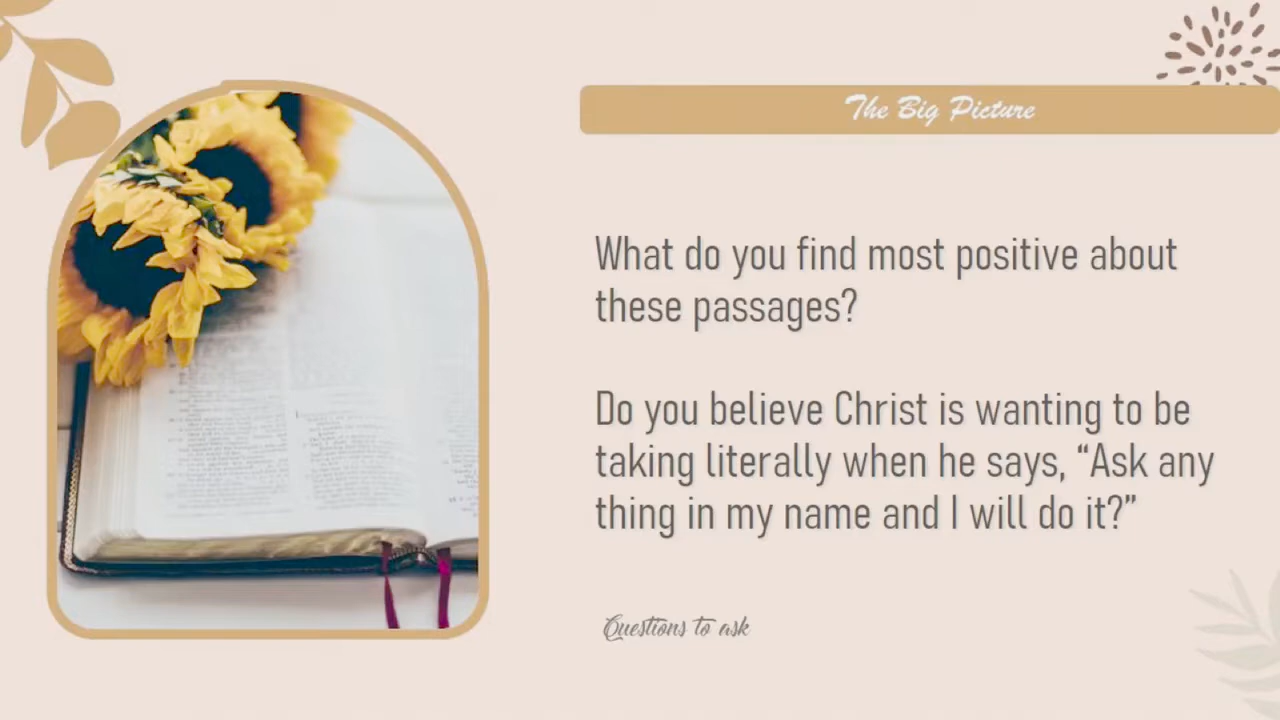 The Big Picture
What do you find most positive about
these passages?
Do you believe Christ is wanting to be
taking literally when he says, “Ask any
thing in my name and I will do it?”
Questions to ask